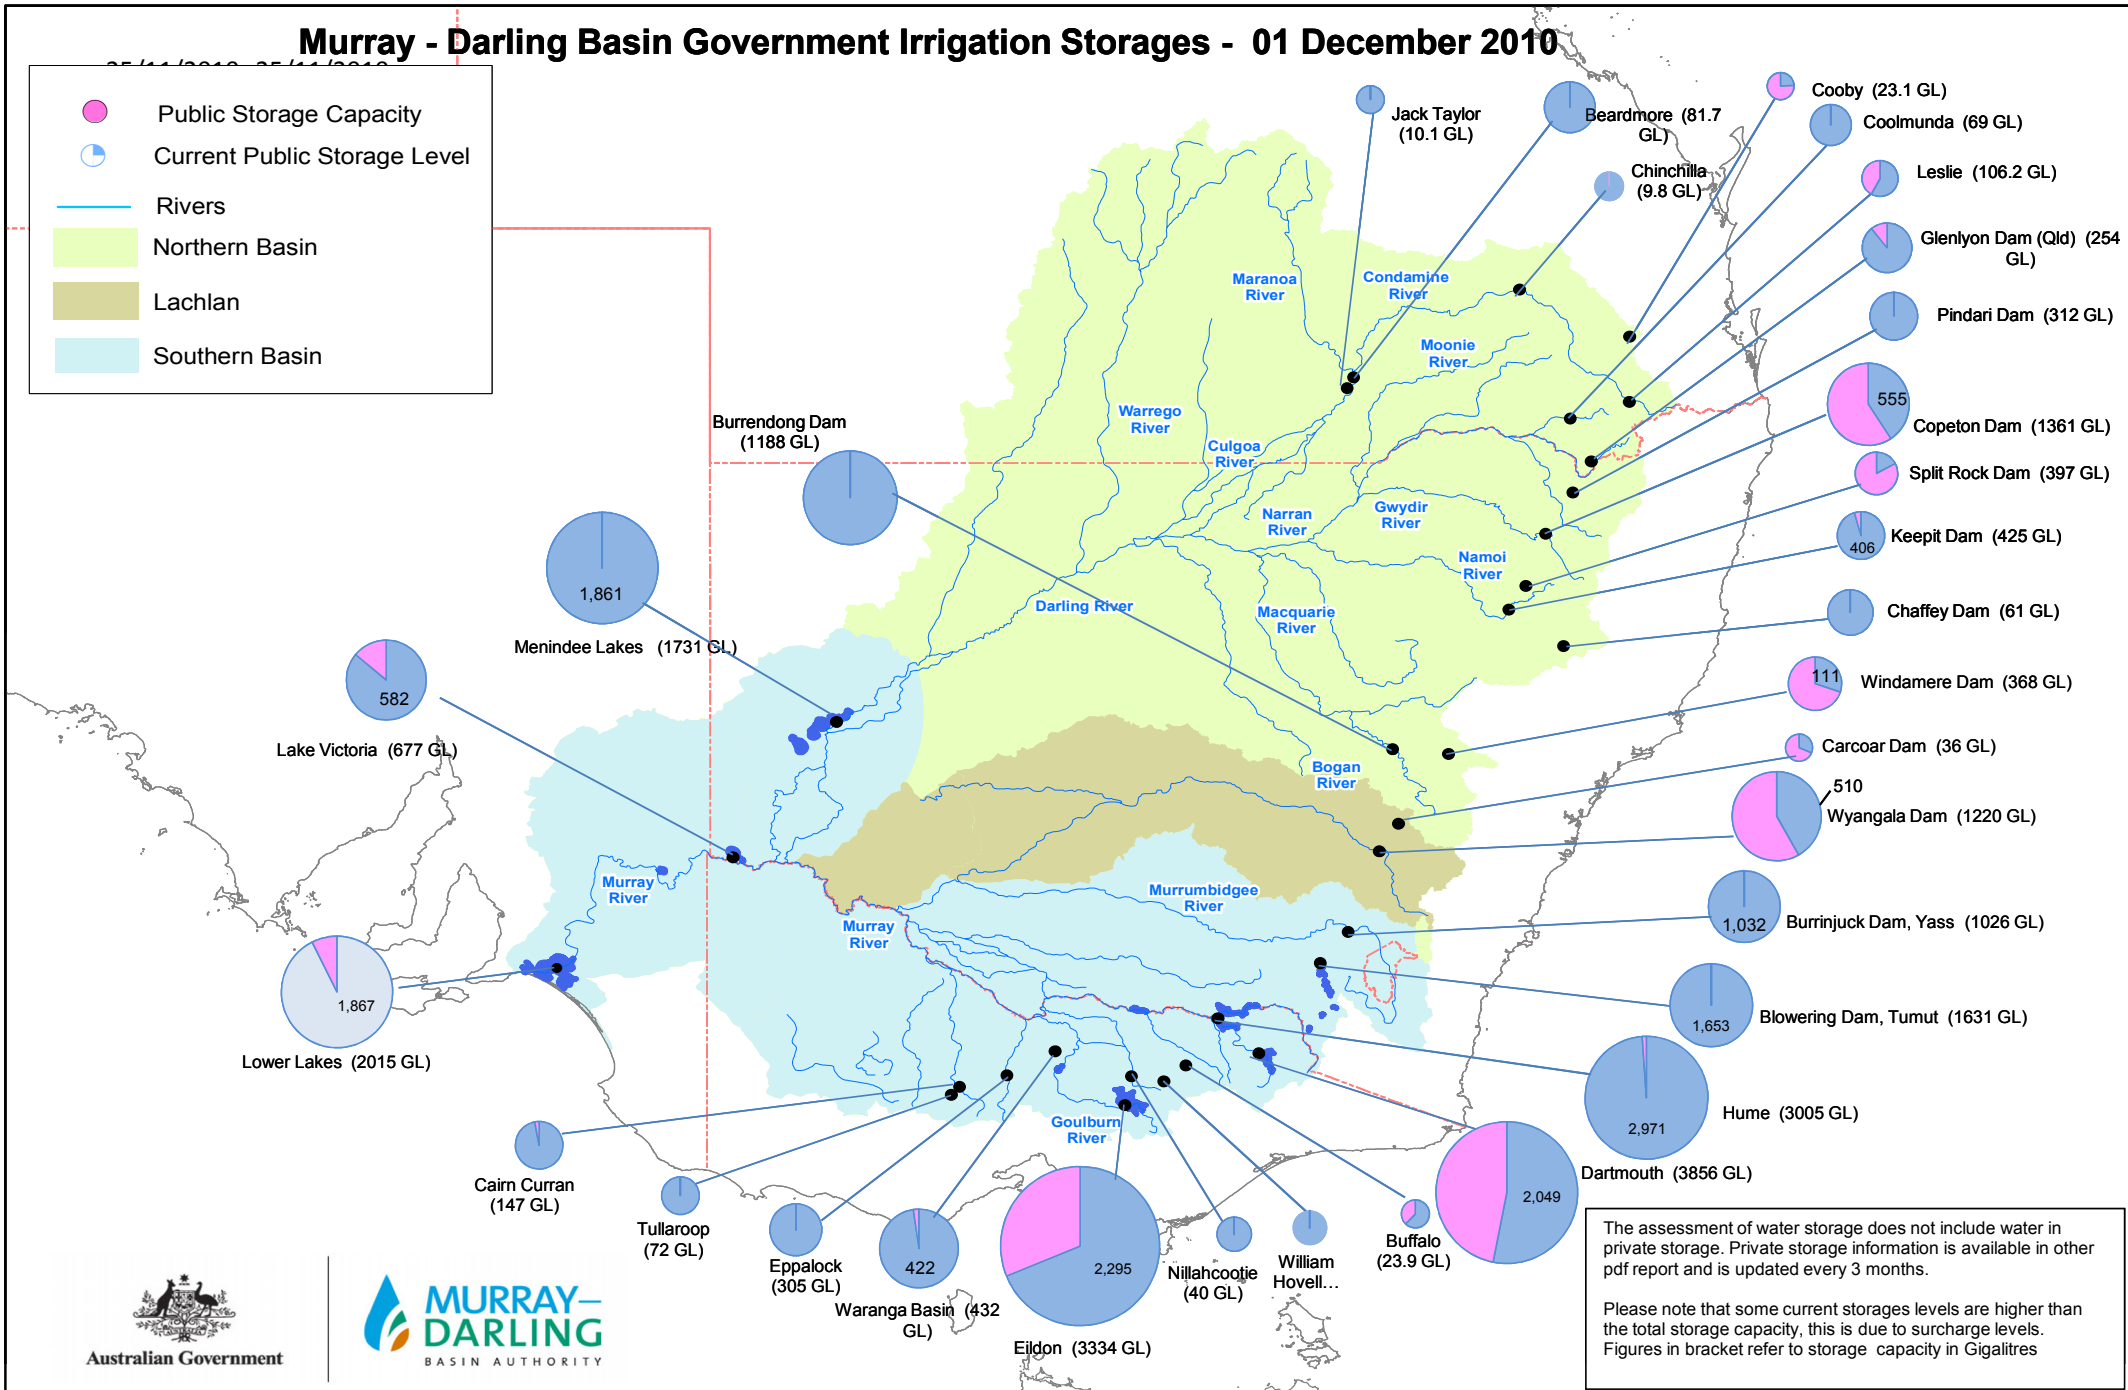 Murray - Darling Basin Government Irrigation Storages - 01 December 2010
Public Storage Capacity
Current Public Storage Level
Rivers
Northern Basin
Lachlan
Southern Basin
Jack Taylor
(10.1 GL)
Beardmore (81.7
GL)
Chinchilla
(9.8 GL)
Cooby (23.1 GL)
Coolmunda (69 GL)
Leslie (106.2 GL)
Glenlyon Dam (Qld) (254
GL)
Pindari Dam (312 GL)
555
Copeton Dam (1361 GL)
Split Rock Dam (397 GL)
406
Keepit Dam (425 GL)
Chaffey Dam (61 GL)
111
Windamere Dam (368 GL)
Carcoar Dam (36 GL)
510
Wyangala Dam (1220 GL)
1,032
Burrinjuck Dam, Yass (1026 GL)
1,653
Blowering Dam, Tumut (1631 GL)
2,971
Hume (3005 GL)
Dartmouth (3856 GL)
2,049
Burrendong Dam
(1188 GL)
1,861
Menindee Lakes (1731 GL)
582
Lake Victoria (677 GL)
1,867
Lower Lakes (2015 GL)
Cairn Curran
(147 GL)
Tullaroop
(72 GL)
Eppalock
(305 GL)
422
Waranga Basin (432
GL)
2,295
Eildon (3334 GL)
Nillahcootie
(40 GL)
William
Hovell...
Buffalo
(23.9 GL)
Maranoa
River
Condamine
River
Moonie
River
Warrego
River
Culgoa
River
Narran
River
Gwydir
River
Namoi
River
Darling River
Macquarie
River
Bogan
River
Murray
River
Murray
River
Murrumbidgee
River
Goulburn
River
Australian Government
MURRAY–
DARLING
BASIN AUTHORITY
The assessment of water storage does not include water in
private storage. Private storage information is available in other
pdf report and is updated every 3 months.
Please note that some current storages levels are higher than
the total storage capacity, this is due to surcharge levels.
Figures in bracket refer to storage capacity in Gigalitres